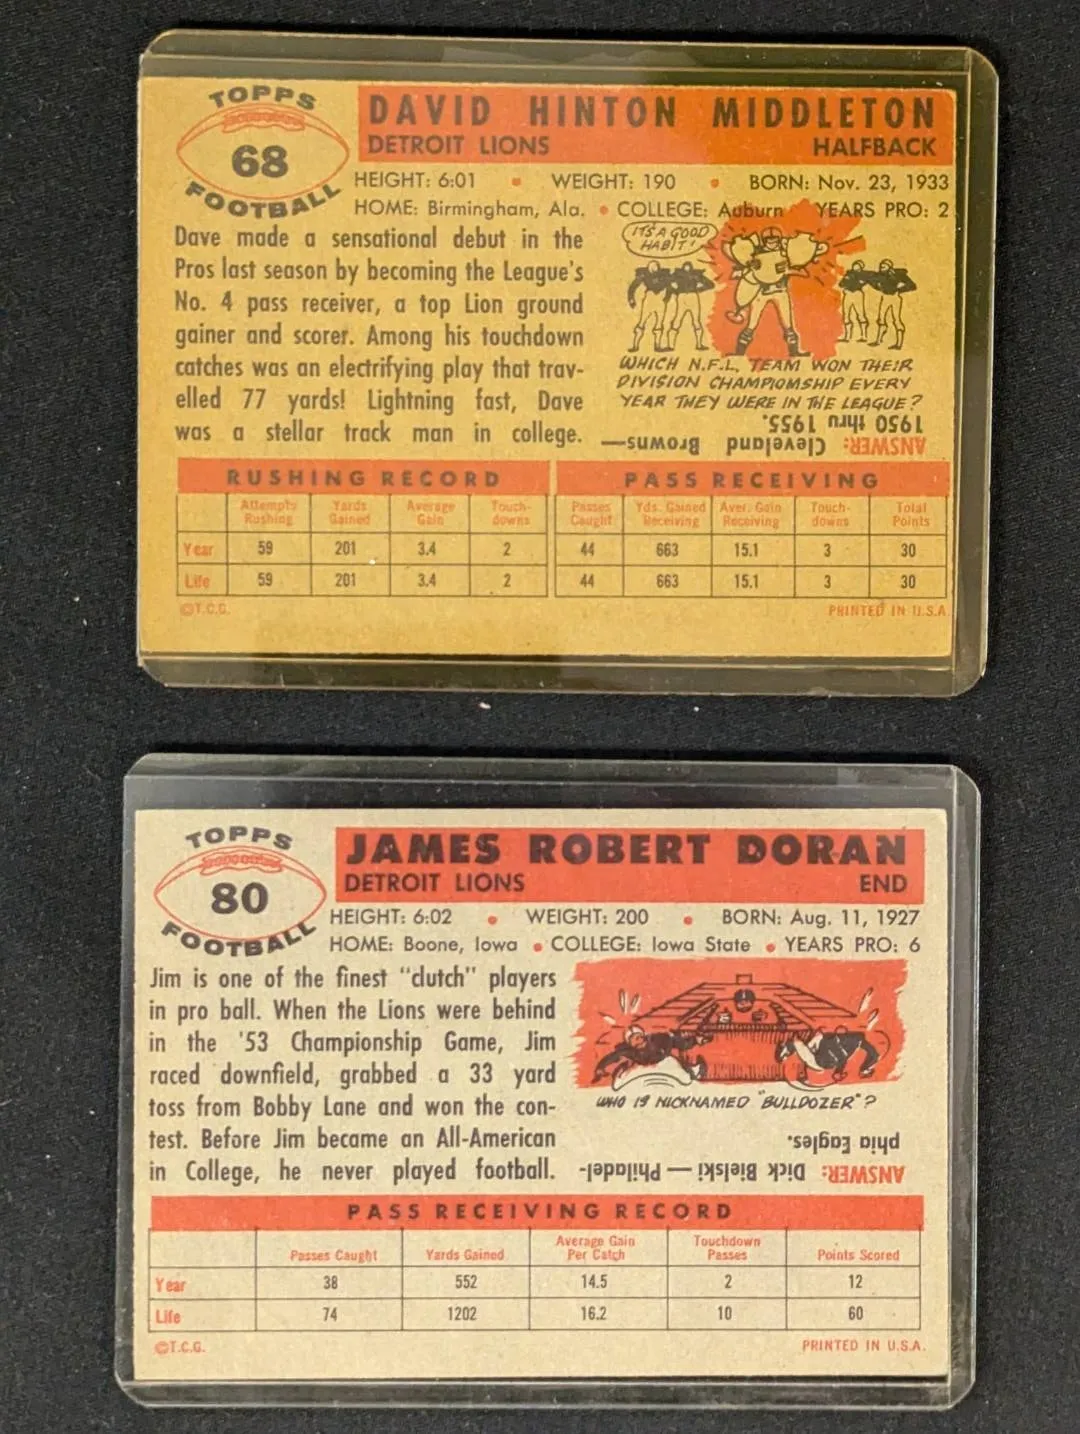 TOPPS
68
FOOTBALL
DAVID HINTON MIDDLETON
DETROIT LIONS HALFBACK
HEIGHT: 6:01 • WEIGHT: 190 • BORN: Nov. 23, 1933
HOME: Birmingham, Ala. • COLLEGE: Auburn • YEARS PRO: 2
Dave made a sensational debut in the
Pros last season by becoming the League's
No. 4 pass receiver, a top Lion ground
gainer and scorer. Among his touchdown
catches was an electrifying play that trav-
elled 77 yards! Lightning fast, Dave
was a stellar track man in college.
IT'S A GOOD
HABIT!
WHICH N.F.L. TEAM WON THEIR
DIVISION CHAMPIOMSHIP EVERY
YEAR THEY WERE IN THE LEAGUE?
ANSWER: Cleveland Browns—
1950 thru 1955.
RUSHING RECORD PASS RECEIVING
Attempts Rushing Yards Gained Average Gain Touch-downs Passes Caught Yds. Gained Receiving Aver. Gain Receiving Touch-downs Total Points
Year 59 201 3.4 2 44 663 15.1 3 30
Life 59 201 3.4 2 44 663 15.1 3 30
©T.C.G. PRINTED IN U.S.A.
TOPPS
80
FOOTBALL
JAMES ROBERT DORAN
DETROIT LIONS END
HEIGHT: 6:02 • WEIGHT: 200 • BORN: Aug. 11, 1927
HOME: Boone, Iowa • COLLEGE: Iowa State • YEARS PRO: 6
Jim is one of the finest "clutch" players
in pro ball. When the Lions were behind
in the '53 Championship Game, Jim
raced downfield, grabbed a 33 yard
toss from Bobby Lane and won the con-
test. Before Jim became an All-American
in College, he never played football.
WHO IS NICKNAMED "BULLDOZER"?
ANSWER: Dick Bielski — Philadel-
phia Eagles.
PASS RECEIVING RECORD
Passes Caught Yards Gained Average Gain Per Catch Touchdown Passes Points Scored
Year 38 552 14.5 2 12
Life 74 1202 16.2 10 60
©T.C.G. PRINTED IN U.S.A.